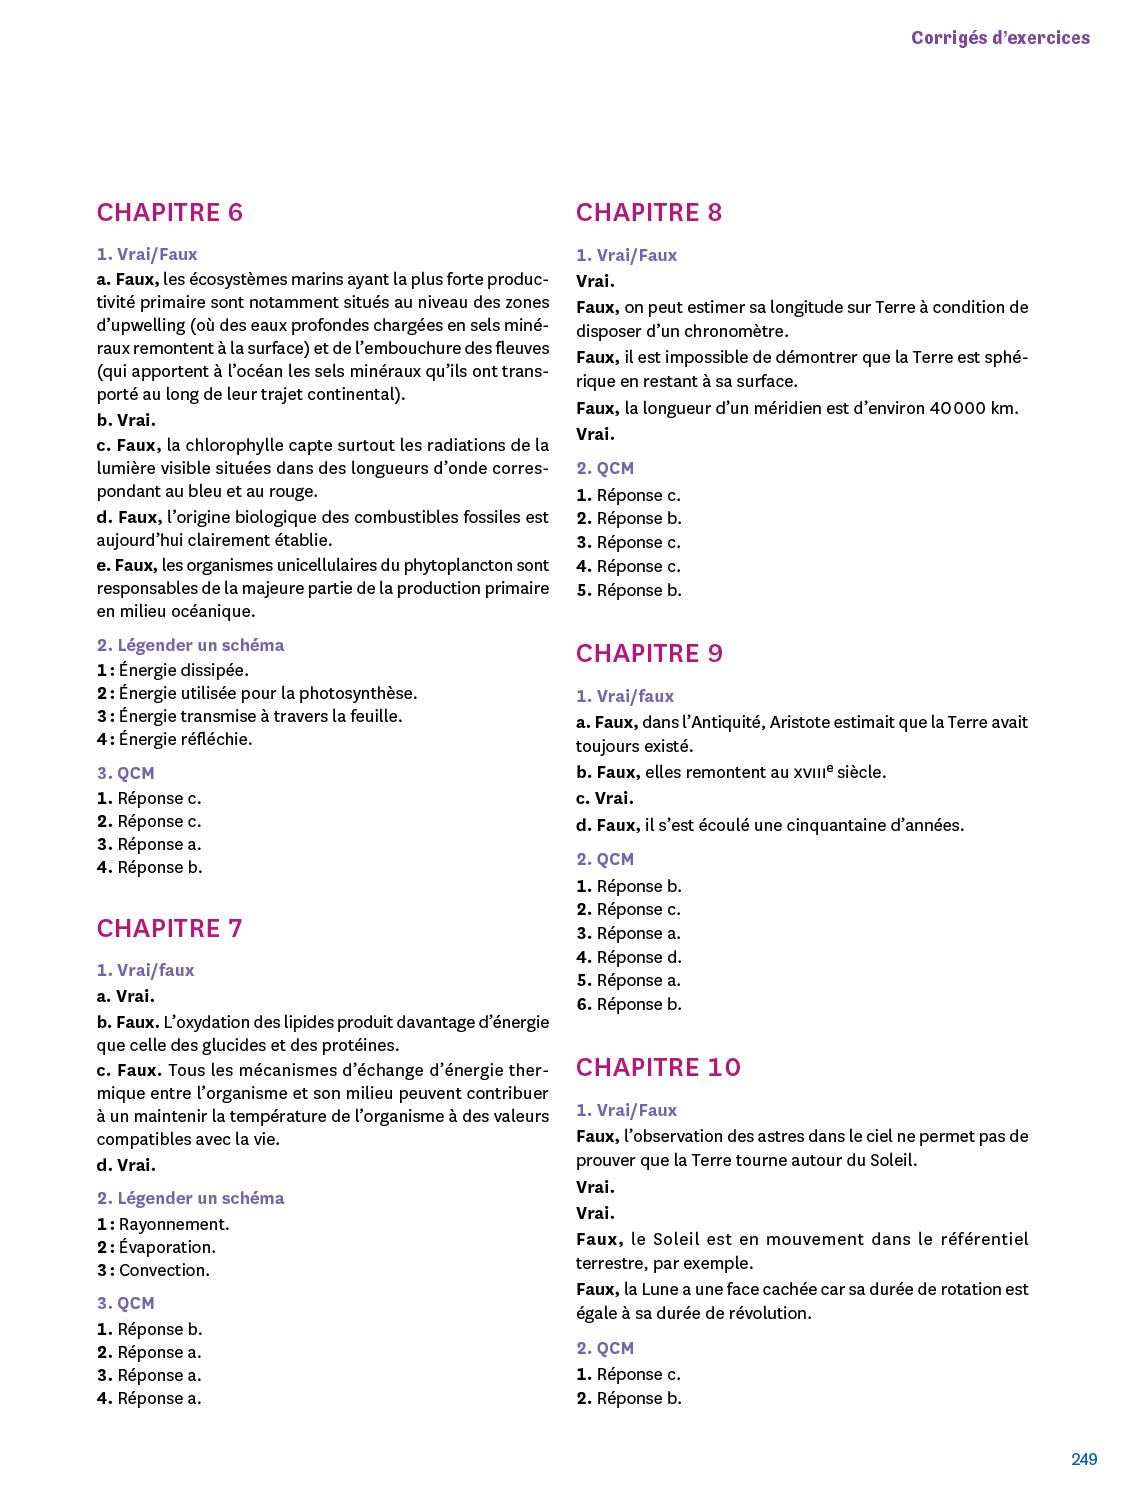 Corrigés d’exercices
CHAPITRE 6
1. Vrai/Faux
a. Faux, les écosystèmes marins ayant la plus forte produc-
tivité primaire sont notamment situés au niveau des zones
d’upwelling (où des eaux profondes chargées en sels miné-
raux remontent à la surface) et de l’embouchure des fleuves
(qui apportent à l’océan les sels minéraux qu’ils ont trans-
porté au long de leur trajet continental).
b. Vrai.
c. Faux, la chlorophylle capte surtout les radiations de la
lumière visible situées dans des longueurs d’onde corres-
pondant au bleu et au rouge.
d. Faux, l’origine biologique des combustibles fossiles est
aujourd’hui clairement établie.
e. Faux, les organismes unicellulaires du phytoplancton sont
responsables de la majeure partie de la production primaire
en milieu océanique.
2. Légender un schéma
1 : Énergie dissipée.
2 : Énergie utilisée pour la photosynthèse.
3 : Énergie transmise à travers la feuille.
4 : Énergie réfléchie.
3. QCM
1. Réponse c.
2. Réponse c.
3. Réponse a.
4. Réponse b.
CHAPITRE 7
1. Vrai/faux
a. Vrai.
b. Faux. L’oxydation des lipides produit davantage d’énergie
que celle des glucides et des protéines.
c. Faux. Tous les mécanismes d’échange d’énergie ther-
mique entre l’organisme et son milieu peuvent contribuer
à un maintenir la température de l’organisme à des valeurs
compatibles avec la vie.
d. Vrai.
2. Légender un schéma
1 : Rayonnement.
2 : Évaporation.
3 : Convection.
3. QCM
1. Réponse b.
2. Réponse a.
3. Réponse a.
4. Réponse a.
CHAPITRE 8
1. Vrai/Faux
Vrai.
Faux, on peut estimer sa longitude sur Terre à condition de
disposer d’un chronomètre.
Faux, il est impossible de démontrer que la Terre est sphé-
rique en restant à sa surface.
Faux, la longueur d’un méridien est d’environ 40 000 km.
Vrai.
2. QCM
1. Réponse c.
2. Réponse b.
3. Réponse c.
4. Réponse c.
5. Réponse b.
CHAPITRE 9
1. Vrai/faux
a. Faux, dans l’Antiquité, Aristote estimait que la Terre avait
toujours existé.
b. Faux, elles remontent au XVIIIe siècle.
c. Vrai.
d. Faux, il s’est écoulé une cinquantaine d’années.
2. QCM
1. Réponse b.
2. Réponse c.
3. Réponse a.
4. Réponse d.
5. Réponse a.
6. Réponse b.
CHAPITRE 10
1. Vrai/Faux
Faux, l’observation des astres dans le ciel ne permet pas de
prouver que la Terre tourne autour du Soleil.
Vrai.
Vrai.
Faux, le Soleil est en mouvement dans le référentiel
terrestre, par exemple.
Faux, la Lune a une face cachée car sa durée de rotation est
égale à sa durée de révolution.
2. QCM
1. Réponse c.
2. Réponse b.
249